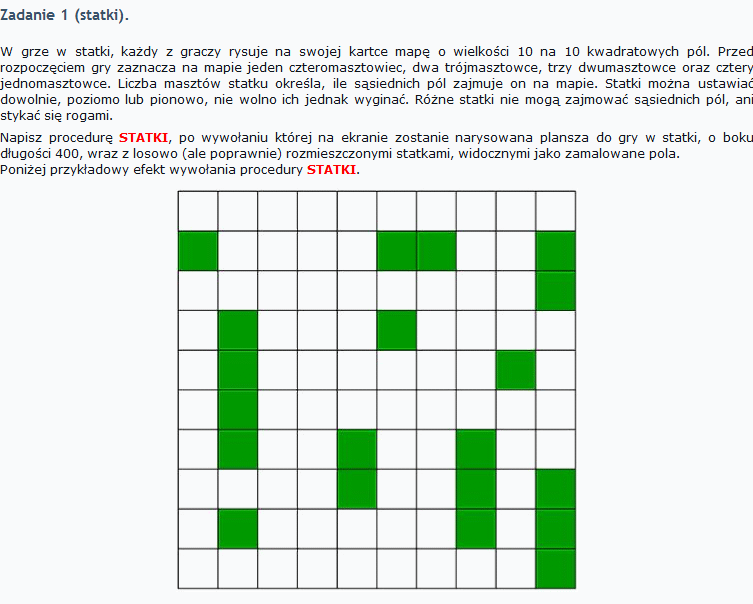 Zadanie 1 (statki).
W grze w statki, każdy z graczy rysuje na swojej kartce mapę o wielkości 10 na 10 kwadratowych pól. Przed
rozpoczęciem gry zaznacza na mapie jeden czteromasztowiec, dwa trójmasztowce, trzy dwumasztowce oraz cztery
jednomasztowce. Liczba masztów statku określa, ile sąsiednich pól zajmuje on na mapie. Statki można ustawiać
dowolnie, poziomo lub pionowo, nie wolno ich jednak wyginać. Różne statki nie mogą zajmować sąsiednich pól, ani
stykać się rogami.
Napisz procedurę STATKI, po wywołaniu której na ekranie zostanie narysowana plansza do gry w statki, o boku
długości 400, wraz z losowo (ale poprawnie) rozmieszczonymi statkami, widocznymi jako zamalowane pola.
Poniżej przykładowy efekt wywołania procedury STATKI.